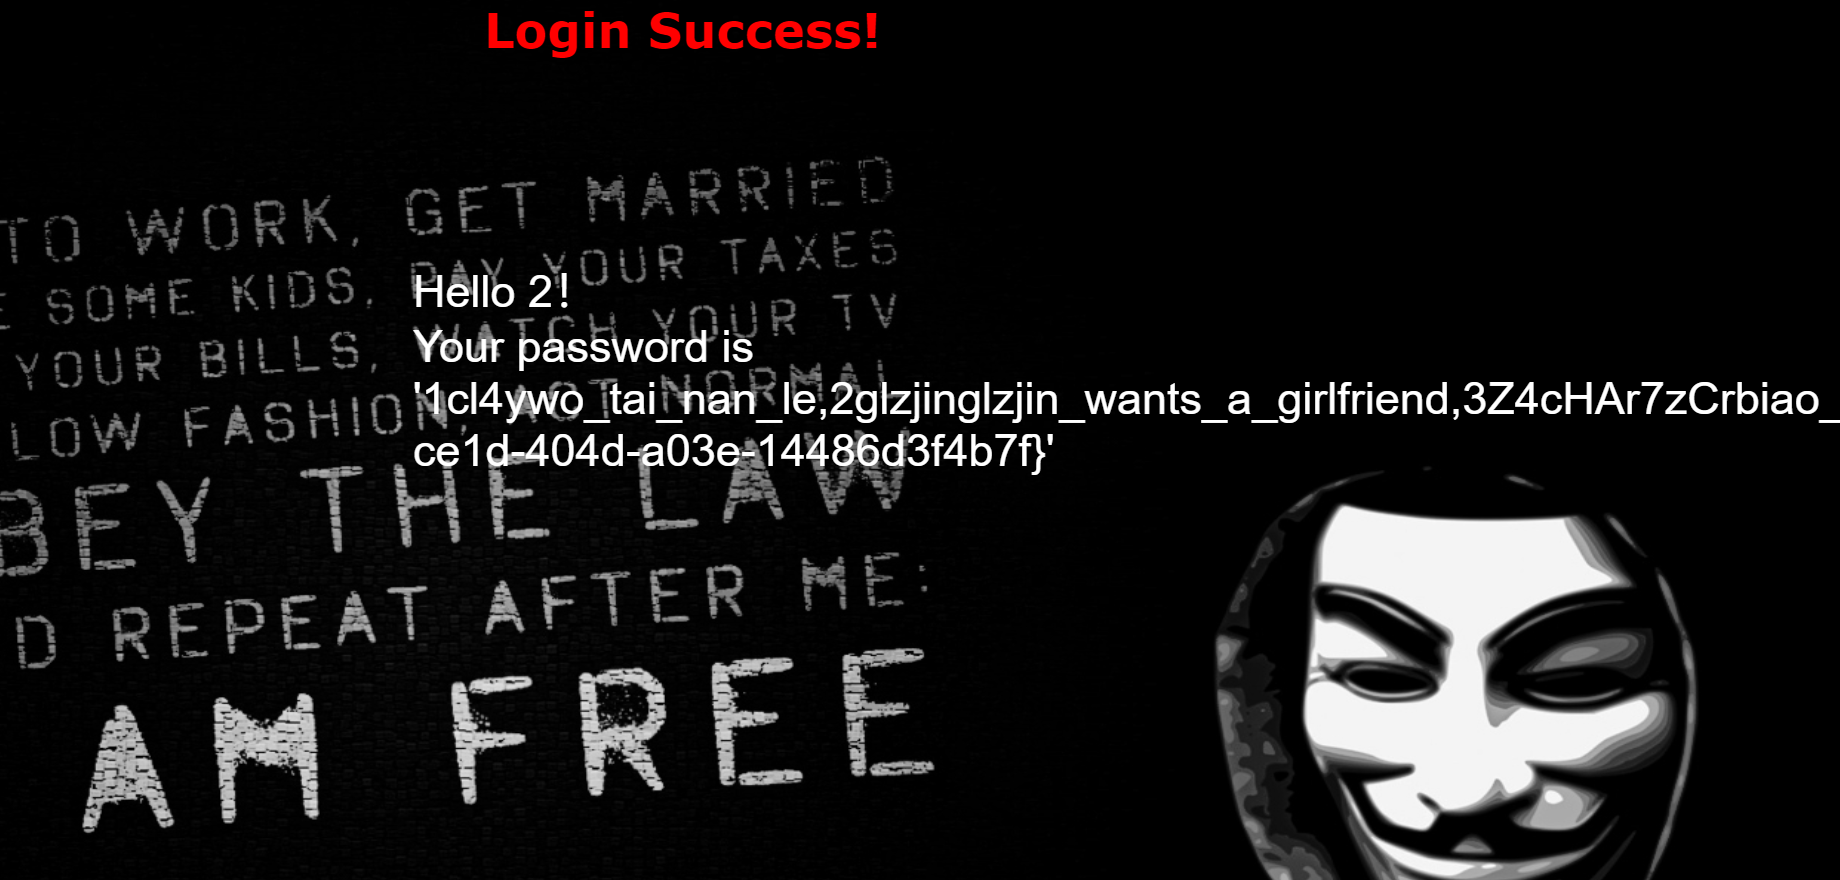 Login Success!
TO WORK, GET MARRIED
E SOME KIDS, PAY YOUR TAXES
YOUR BILLS, WATCH YOUR TV
LOW FASHION, ACT NORMAL
BEY THE LAW
D REPEAT AFTER ME:
AM FREE
Hello 2!
Your password is
'1cl4ywo_tai_nan_le,2glzjinglzjin_wants_a_girlfriend,3Z4cHAr7zCrbiao_
ce1d-404d-a03e-14486d3f4b7f}'